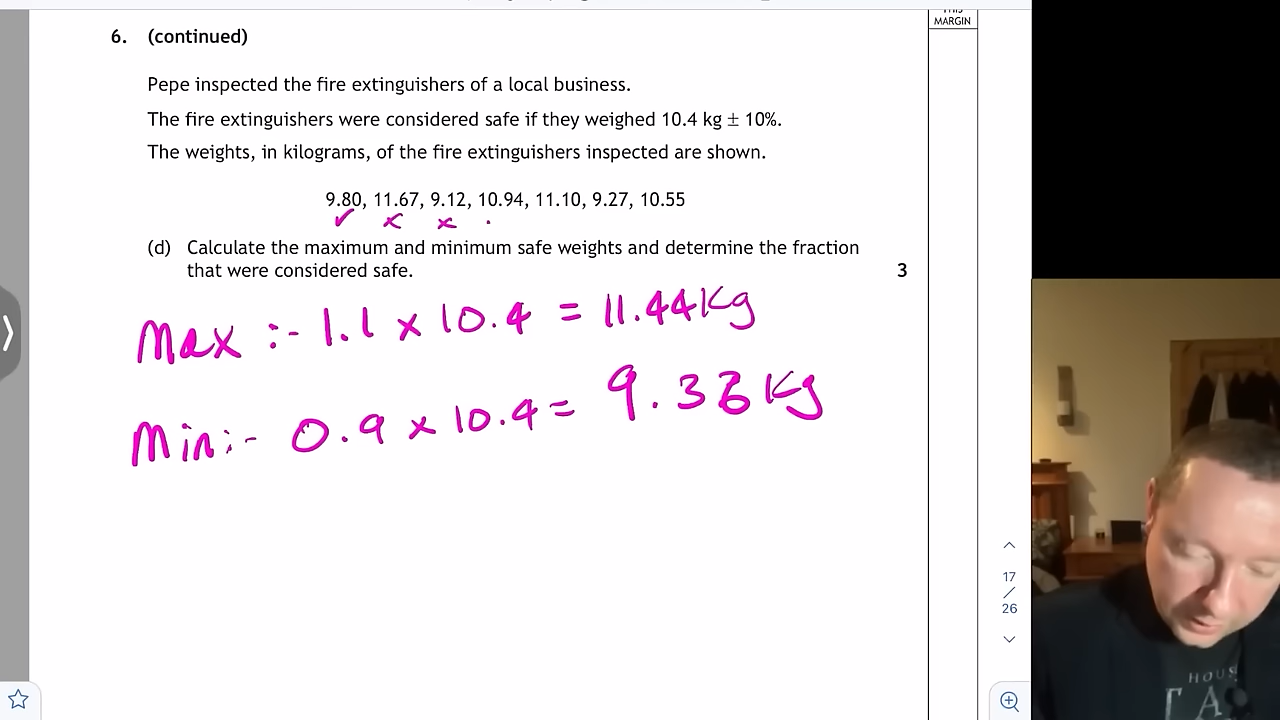 MARGIN
6. (continued)
Pepe inspected the fire extinguishers of a local business.
The fire extinguishers were considered safe if they weighed 10.4 kg ± 10%.
The weights, in kilograms, of the fire extinguishers inspected are shown.
9.80, 11.67, 9.12, 10.94, 11.10, 9.27, 10.55
(d) Calculate the maximum and minimum safe weights and determine the fraction
that were considered safe.
3
Max :- 1.1 x 10.4 = 11.44Kg
Min:- 0.9 x 10.4 = 9.36Kg
17
/
26
HOUS